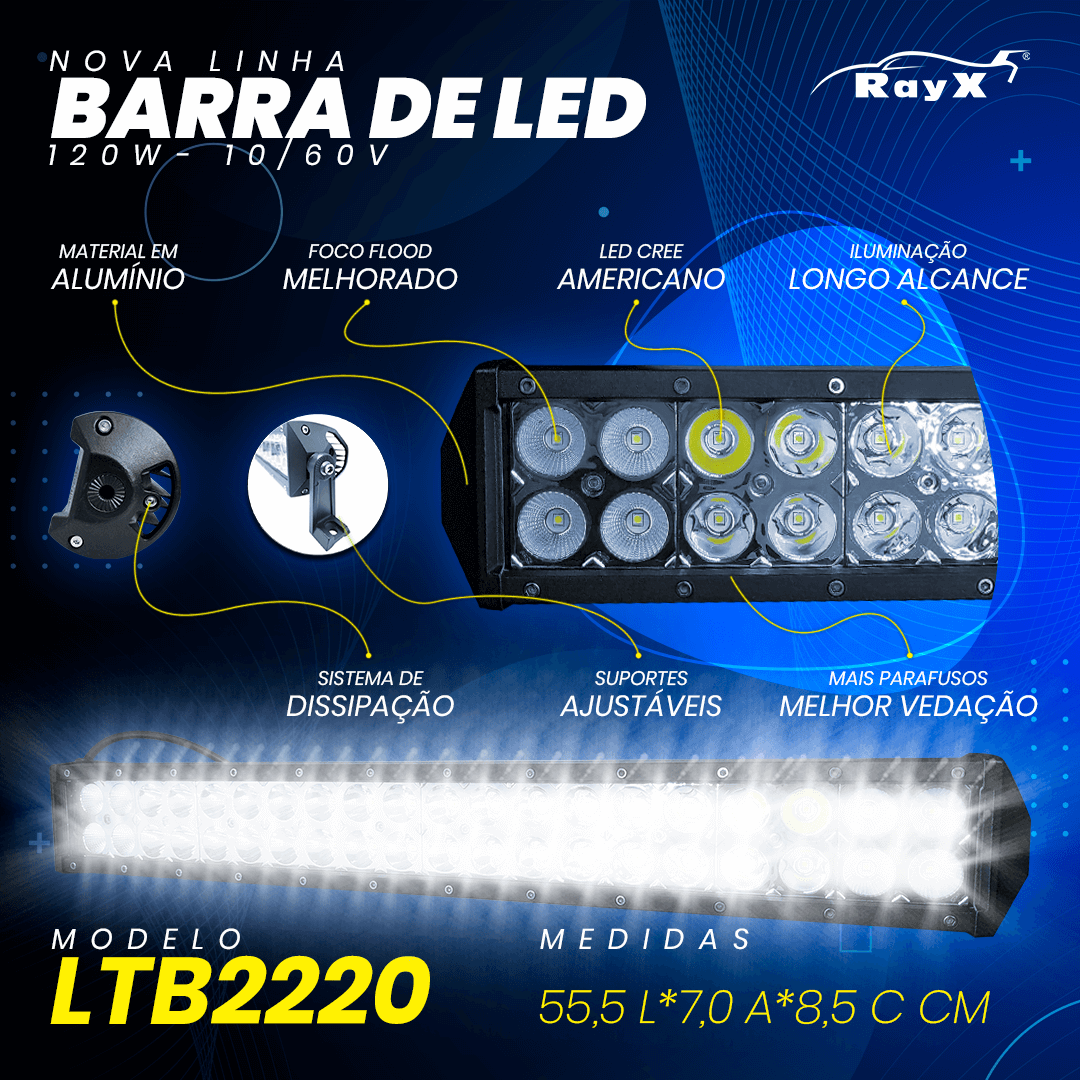 NOVA LINHA
BARRA DE LED
120W- 10/60V
RayX®
MATERIAL EM
ALUMÍNIO
FOCO FLOOD
MELHORADO
LED CREE
AMERICANO
ILUMINAÇÃO
LONGO ALCANCE
SISTEMA DE
DISSIPAÇÃO
SUPORTES
AJUSTÁVEIS
MAIS PARAFUSOS
MELHOR VEDAÇÃO
MODELO
LTB2220
MEDIDAS
55,5 L*7,0 A*8,5 C CM